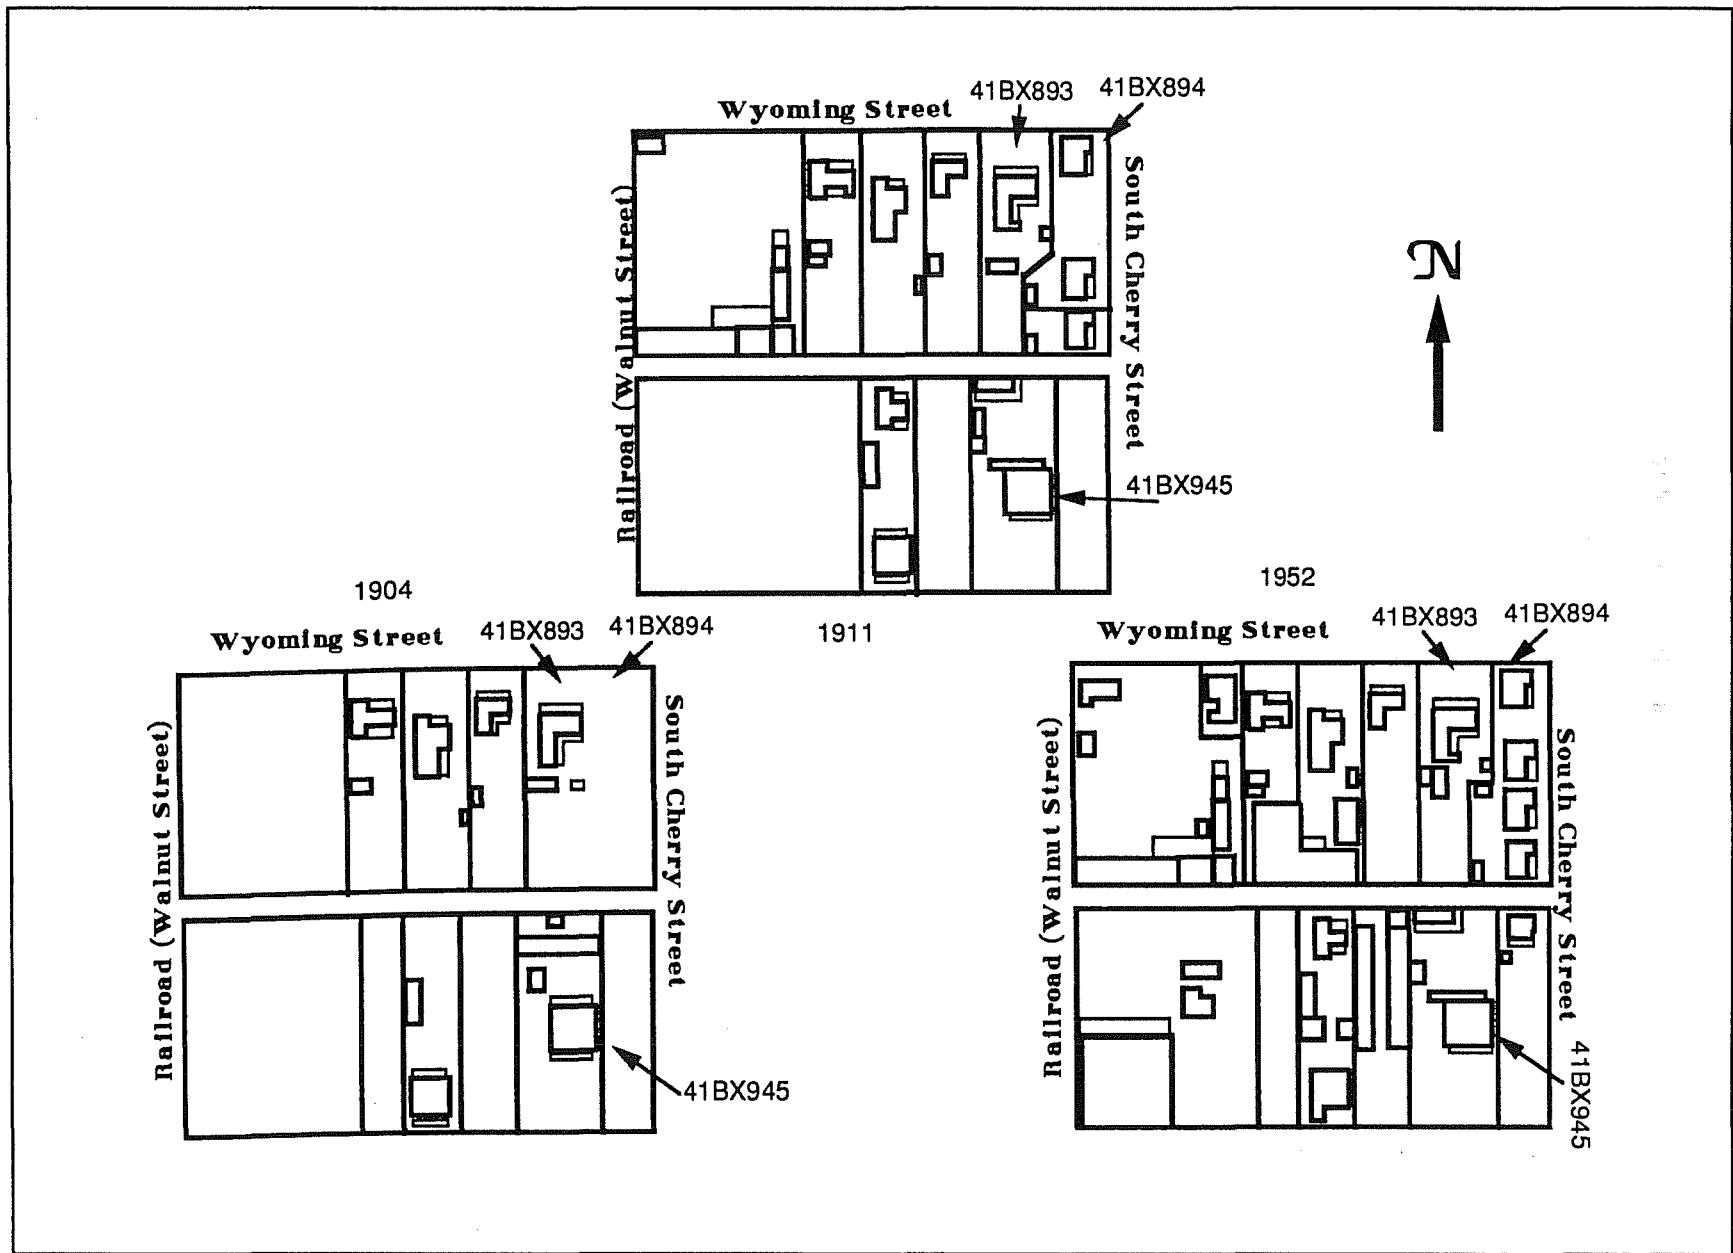 41BX893
41BX894
Wyoming Street
Railroad (Walnut Street)
South Cherry Street
N
41BX945
1911
1904
Wyoming Street
41BX893
41BX894
Railroad (Walnut Street)
South Cherry Street
41BX945
1952
Wyoming Street
41BX893
41BX894
Railroad (Walnut Street)
South Cherry Street
41BX945